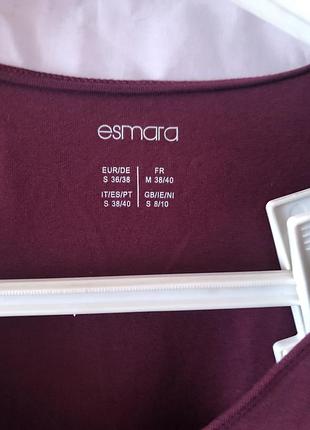 esmara
EUR/DE FR
S 36/38 M 38/40
IT/ES/PT GB/IE/NI
S 38/40 S 8/10